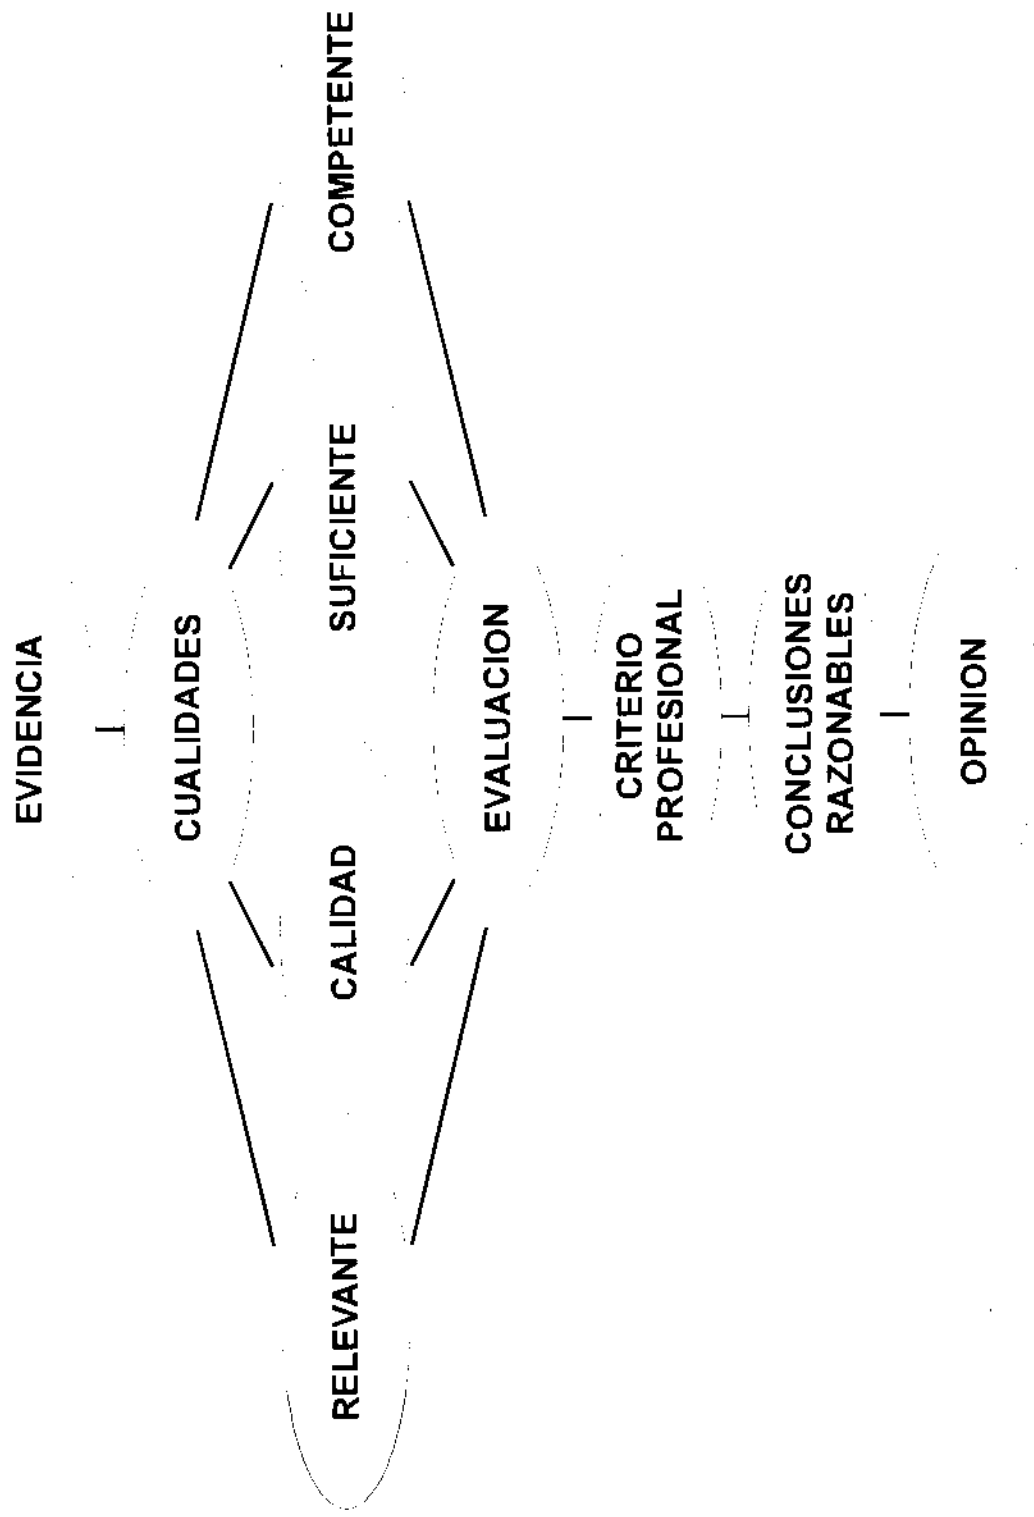 EVIDENCIA
CUALIDADES
RELEVANTE
CALIDAD
SUFICIENTE
COMPETENTE
EVALUACION
CRITERIO
PROFESIONAL
CONCLUSIONES
RAZONABLES
OPINION